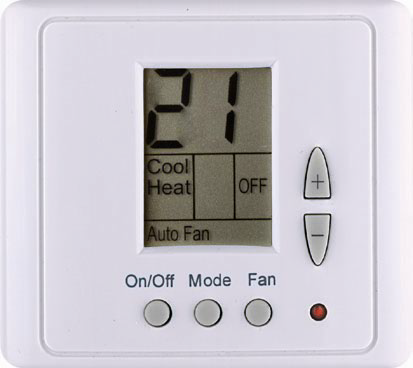 21
Cool
Heat OFF
Auto Fan
+
−
On/Off Mode Fan